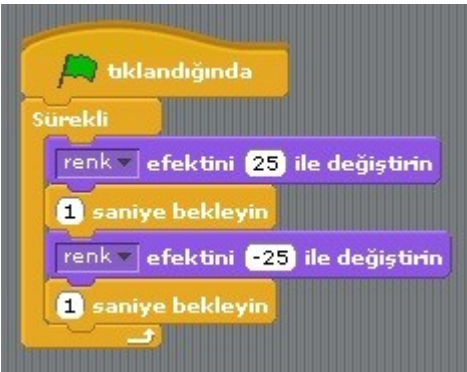 tıklandığında
Sürekli
renk efektini 25 ile değiştirin
1 saniye bekleyin
renk efektini -25 ile değiştirin
1 saniye bekleyin